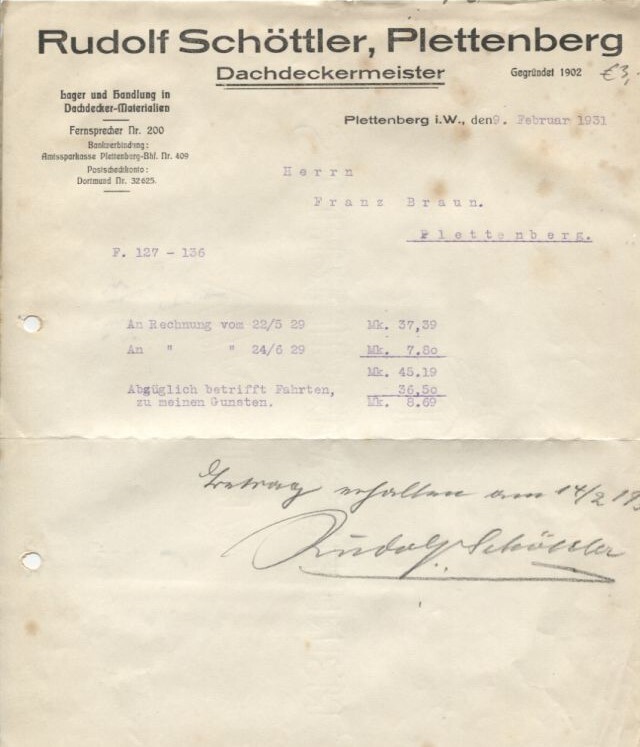 Rudolf Schöttler, Plettenberg
Dachdeckermeister
Gegründet 1902
€3,-
Lager und Handlung in
Dachdecker-Materialien
Fernsprecher Nr. 200
Bankverbindung:
Amtssparkasse Plettenberg-Bhf. Nr. 409
Postscheckkonto:
Dortmund Nr. 32625.
Plettenberg i.W., den 9. Februar 1931
Herrn
Franz Braun.
Plettenberg.
F. 127 - 136
An Rechnung vom 22/5 29 Mk. 37,39
An " " 24/6 29 Mk. 7.80
Mk. 45.19
Abzüglich betrifft Fahrten, 36,50
zu meinen Gunsten. Mk. 8.69
Betrag erhalten am 14/2 193
Rudolf Schöttler